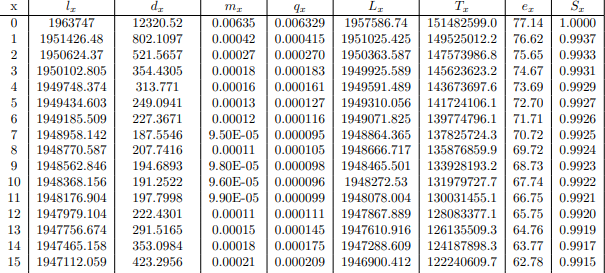 x l_x d_x m_x q_x L_x T_x e_x S_x
0 1963747 12320.52 0.00635 0.006329 1957586.74 151482599.0 77.14 1.0000
1 1951426.48 802.1097 0.00042 0.000415 1951025.425 149525012.2 76.62 0.9937
2 1950624.37 521.5657 0.00027 0.000270 1950363.587 147573986.8 75.65 0.9933
3 1950102.805 354.4305 0.00018 0.000183 1949925.589 145623623.2 74.67 0.9931
4 1949748.374 313.771 0.00016 0.000161 1949591.489 143673697.6 73.69 0.9929
5 1949434.603 249.0941 0.00013 0.000127 1949310.056 141724106.1 72.70 0.9927
6 1949185.509 227.3671 0.00012 0.000116 1949071.825 139774796.1 71.71 0.9926
7 1948958.142 187.5546 9.50E-05 0.000095 1948864.365 137825724.3 70.72 0.9925
8 1948770.587 207.7416 0.00011 0.000105 1948666.717 135876859.9 69.72 0.9924
9 1948562.846 194.6893 9.80E-05 0.000098 1948465.501 133928193.2 68.73 0.9923
10 1948368.156 191.2522 9.60E-05 0.000096 1948272.53 131979727.7 67.74 0.9922
11 1948176.904 197.7998 9.90E-05 0.000099 1948078.004 130031455.1 66.75 0.9921
12 1947979.104 222.4301 0.00011 0.000111 1947867.889 128083377.1 65.75 0.9920
13 1947756.674 291.5165 0.00015 0.000145 1947610.916 126135509.3 64.76 0.9919
14 1947465.158 353.0984 0.00018 0.000175 1947288.609 124187898.3 63.77 0.9917
15 1947112.059 423.2956 0.00021 0.000209 1946900.412 122240609.7 62.78 0.9915